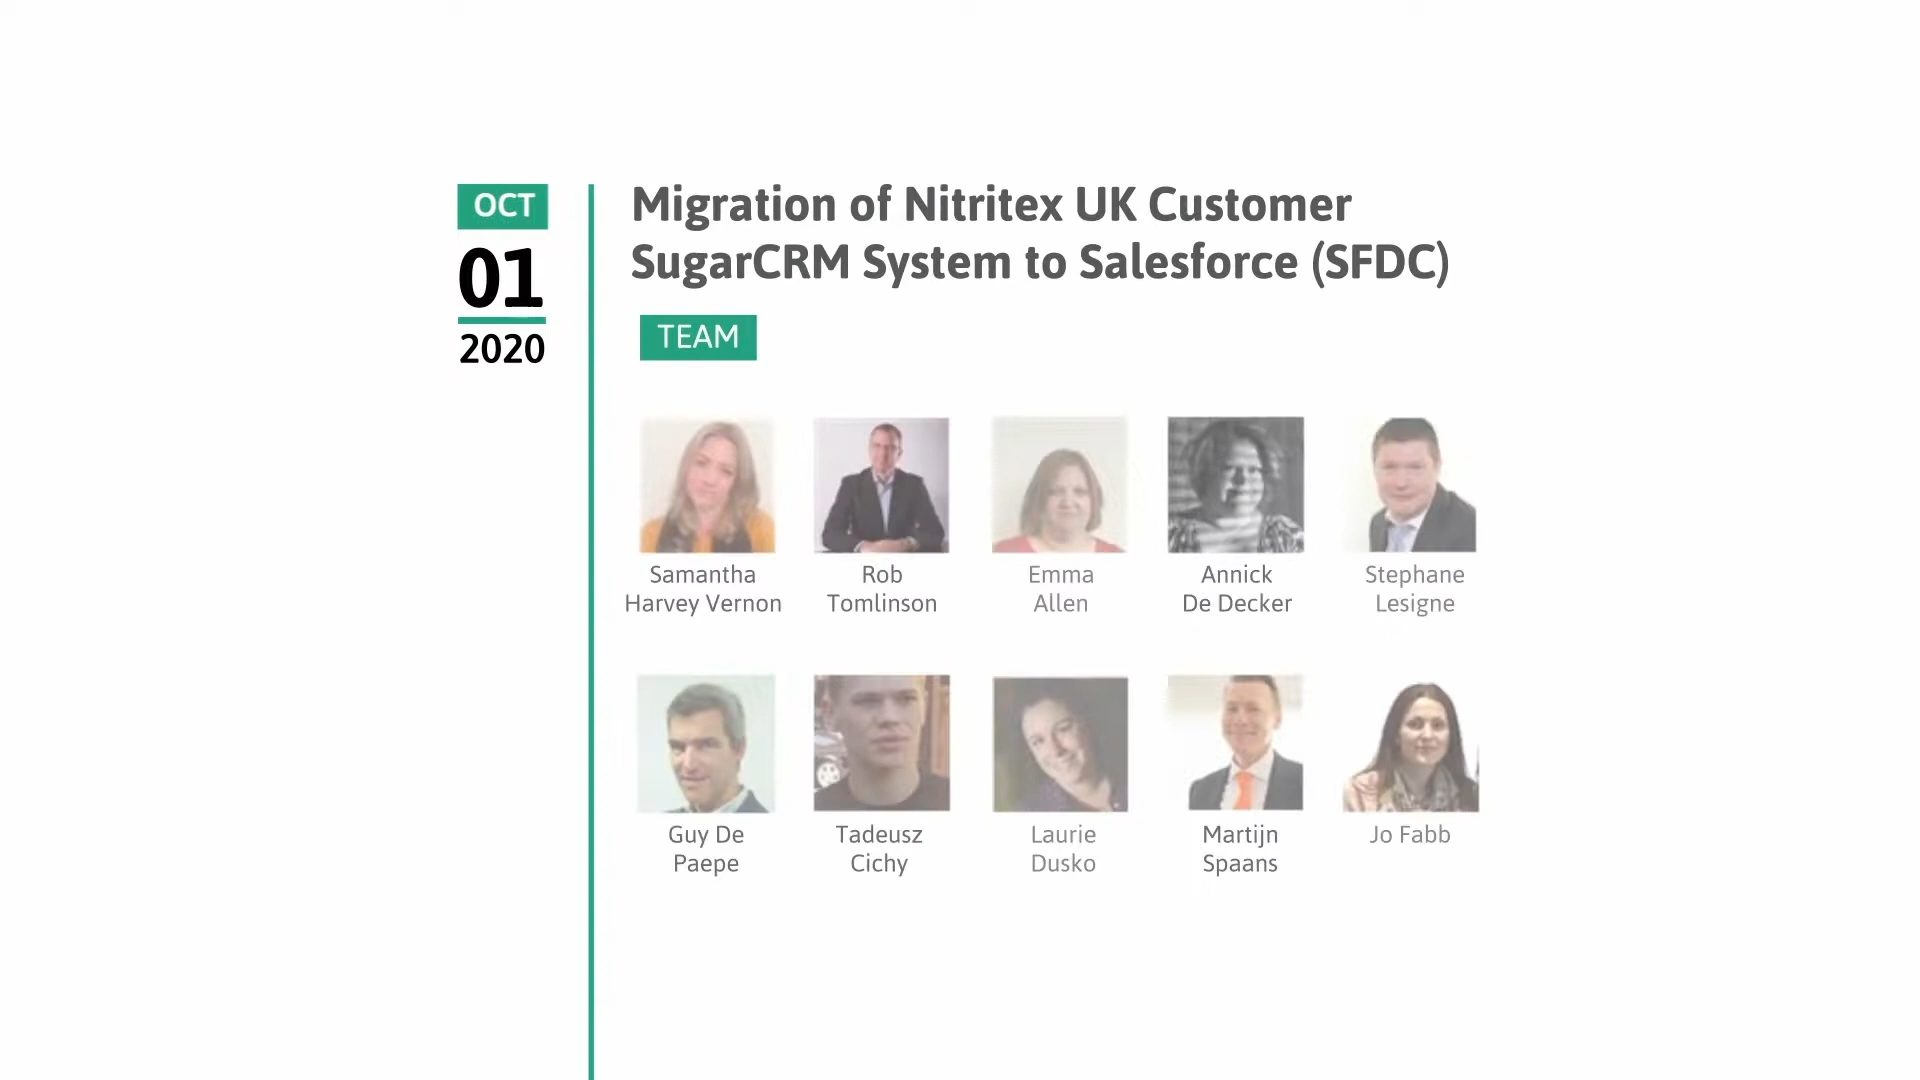 OCT
01
2020
Migration of Nitritex UK Customer
SugarCRM System to Salesforce (SFDC)
TEAM
Samantha
Harvey Vernon
Rob
Tomlinson
Emma
Allen
Annick
De Decker
Stephane
Lesigne
Guy De
Paepe
Tadeusz
Cichy
Laurie
Dusko
Martijn
Spaans
Jo Fabb